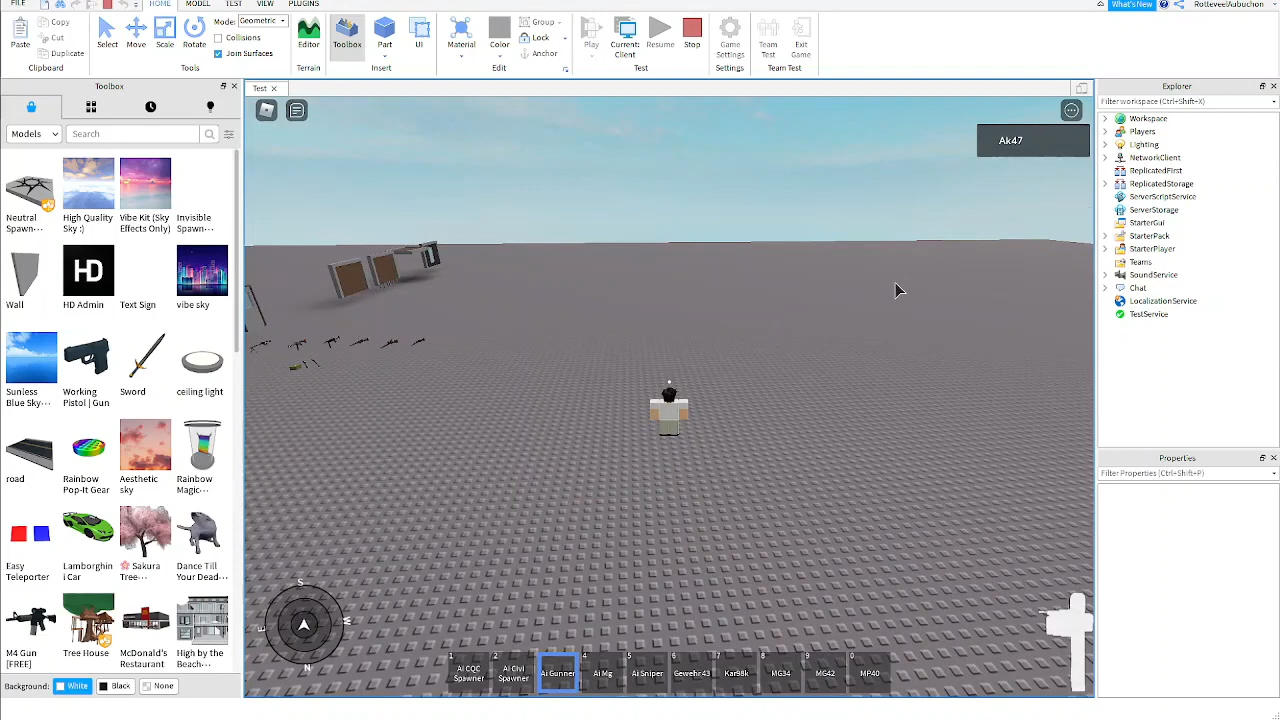 FILE HOME MODEL TEST VIEW PLUGINS What's New RotteveelAubuchon
Paste Copy Cut Duplicate Select Move Scale Rotate Mode: Geometric Collisions Join Surfaces Editor Toolbox Part UI Material Color Group Lock Anchor Play Current: Client Resume Stop Game Settings Team Test Exit Game
Clipboard Tools Terrain Insert Edit Test Settings Team Test
Toolbox
Models Search
Neutral Spawn··· High Quality Sky :) Vibe Kit (Sky Effects Only) Invisible Spawn···
Wall HD Admin Text Sign vibe sky
HD
Sunless Blue Sky··· Working Pistol | Gun Sword ceiling light
road Rainbow Pop-It Gear Aesthetic sky Rainbow Magic···
Easy Teleporter Lamborghini Car Sakura Tree··· Dance Till Your Dead···
M4 Gun [FREE] Tree House McDonald's Restaurant High by the Beach···
Background: White Black None
Test
Ak47
S
E
W
N
1 Ai CQC Spawner
2 Ai Civi Spawner
Ai Gunner
4 Ai Mg
5 Ai Sniper
6 Gewehr43
7 Kar98k
8 MG34
9 MG42
0 MP40
Explorer
Filter workspace (Ctrl+Shift+X)
Workspace
Players
Lighting
NetworkClient
ReplicatedFirst
ReplicatedStorage
ServerScriptService
ServerStorage
StarterGui
StarterPack
StarterPlayer
Teams
SoundService
Chat
LocalizationService
TestService
Properties
Filter Properties (Ctrl+Shift+P)